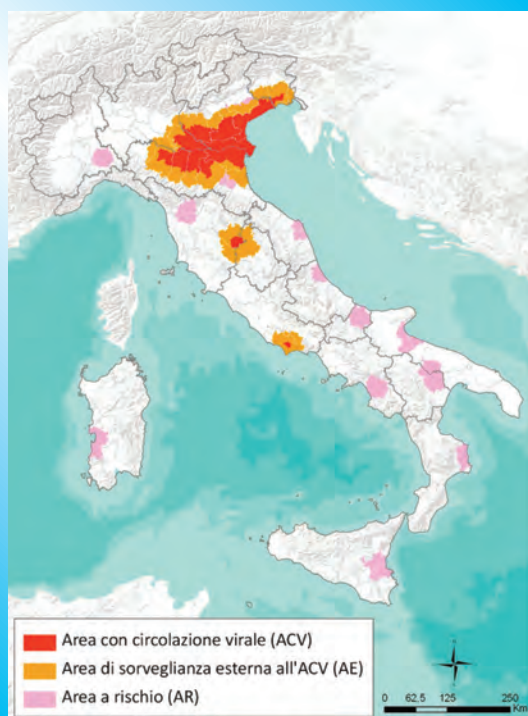 Area con circolazione virale (ACV)
Area di sorveglianza esterna all'ACV (AE)
Area a rischio (AR)
0 62,5 125 250
Km